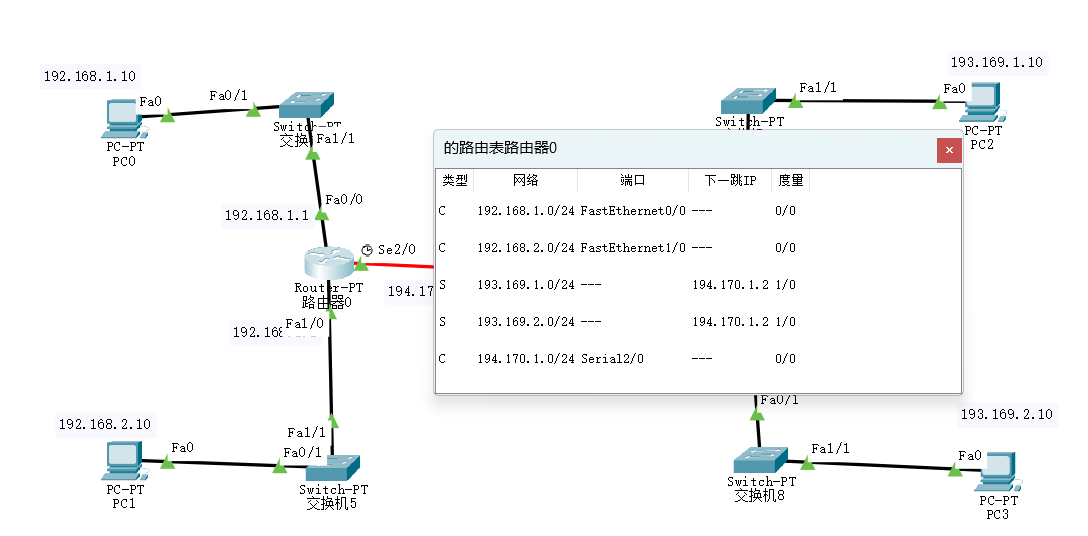 192.168.1.10
Fa0
Fa0/1
PC-PT
PC0
Switch-PT
交换
Fa1/1
192.168.1.1
Fa0/0
Se2/0
Router-PT
路由器0
194.17
192.168
Fa1/0
192.168.2.10
Fa0
Fa1/1
Fa0/1
PC-PT
PC1
Switch-PT
交换机5
193.169.1.10
Fa1/1
Fa0
Switch-PT
PC-PT
PC2
的路由表路由器0
类型 网络 端口 下一跳IP 度量
C 192.168.1.0/24 FastEthernet0/0 --- 0/0
C 192.168.2.0/24 FastEthernet1/0 --- 0/0
S 193.169.1.0/24 --- 194.170.1.2 1/0
S 193.169.2.0/24 --- 194.170.1.2 1/0
C 194.170.1.0/24 Serial2/0 --- 0/0
Fa0/1
193.169.2.10
Fa1/1
Fa0
Switch-PT
交换机8
PC-PT
PC3